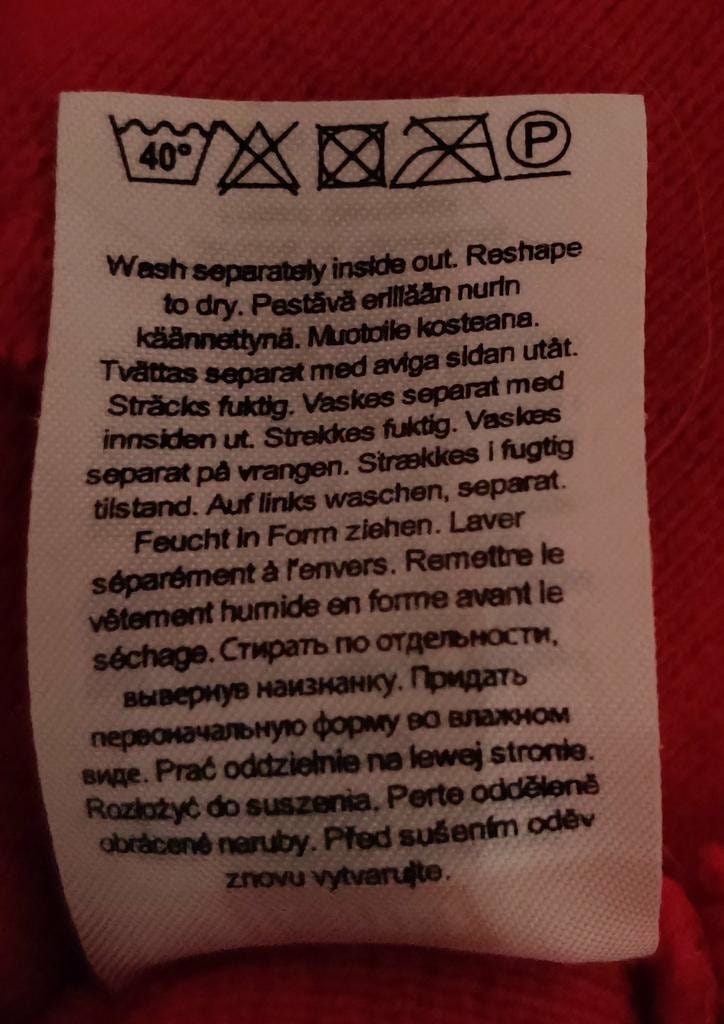 40°
P
Wash separately inside out. Reshape
to dry. Pestävä erillään nurin
käännettynä. Muotoile kosteana.
Tvättas separat med aviga sidan utåt.
Sträcks fuktig. Vaskes separat med
innsiden ut. Strekkes fuktig. Vaskes
separat på vrangen. Strækkes i fugtig
tilstand. Auf links waschen, separat.
Feucht in Form ziehen. Laver
séparément à l'envers. Remettre le
vêtement humide en forme avant le
séchage. Стирать по отдельности,
вывернув наизнанку. Придать
первоначальную форму во влажном
виде. Prać oddzielnie na lewej stronie.
Rozłożyć do suszenia. Perte odděleně
obrácené naruby. Před sušením oděv
znovu vytvarujte.